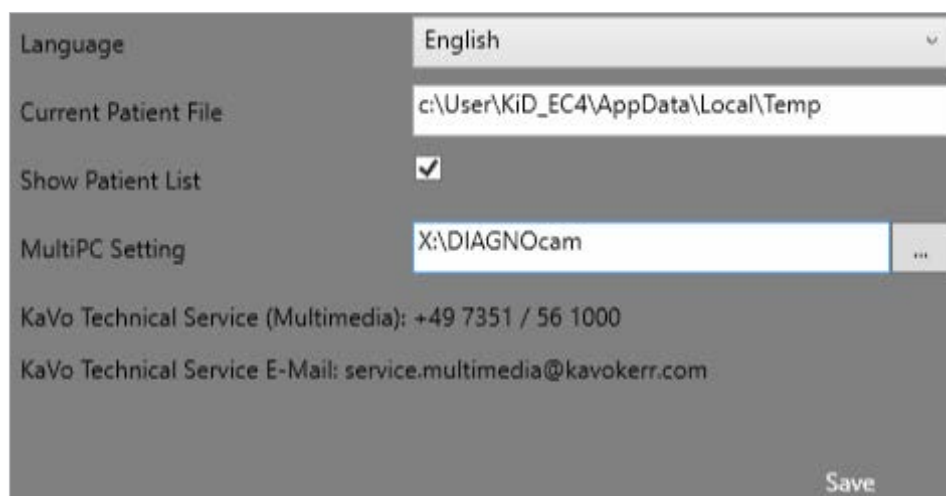 Language English
Current Patient File c:\User\KiD_EC4\AppData\Local\Temp
Show Patient List
MultiPC Setting X:\DIAGNOcam ...
KaVo Technical Service (Multimedia): +49 7351 / 56 1000
KaVo Technical Service E-Mail: service.multimedia@kavokerr.com
Save